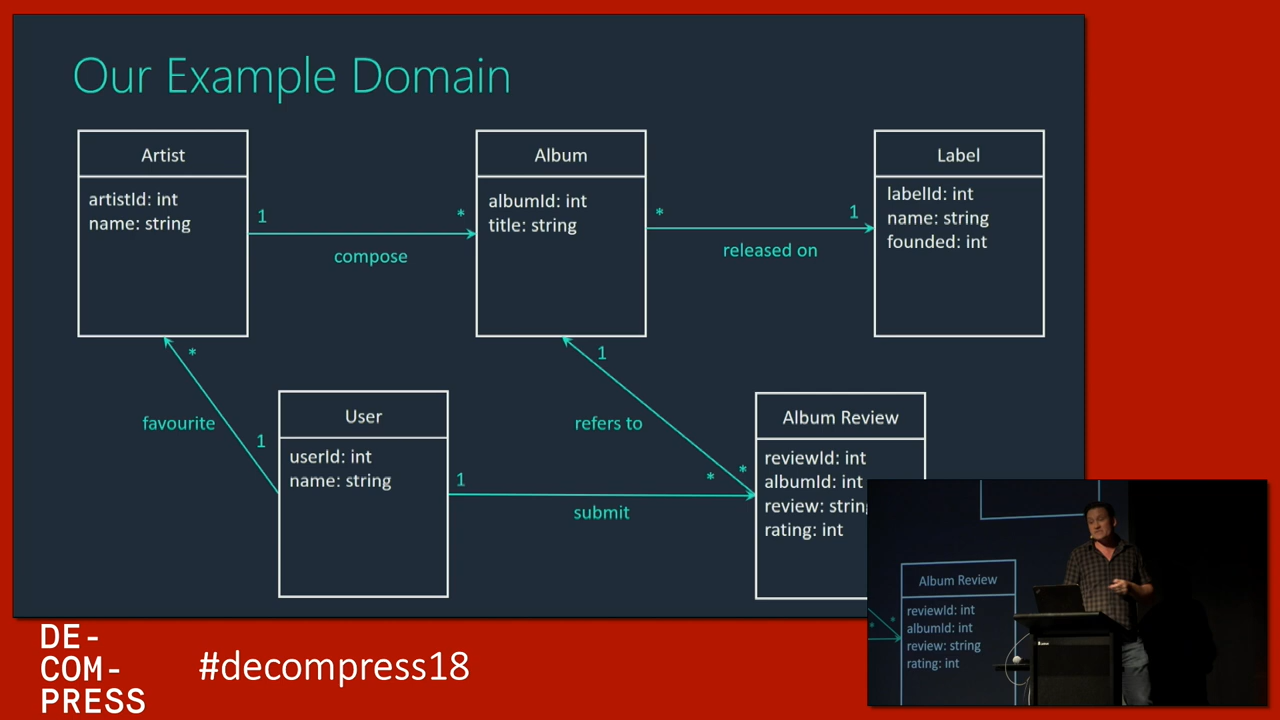 Our Example Domain
Artist
artistId: int
name: string
1
*
compose
Album
albumId: int
title: string
*
1
released on
Label
labelId: int
name: string
founded: int
*
favourite
1
User
userId: int
name: string
1
refers to
*
*
1
submit
Album Review
reviewId: int
albumId: int
review: string
rating: int
Album Review
reviewId: int
albumId: int
review: string
rating: int
*
*
DE-
COM-
PRESS
#decompress18